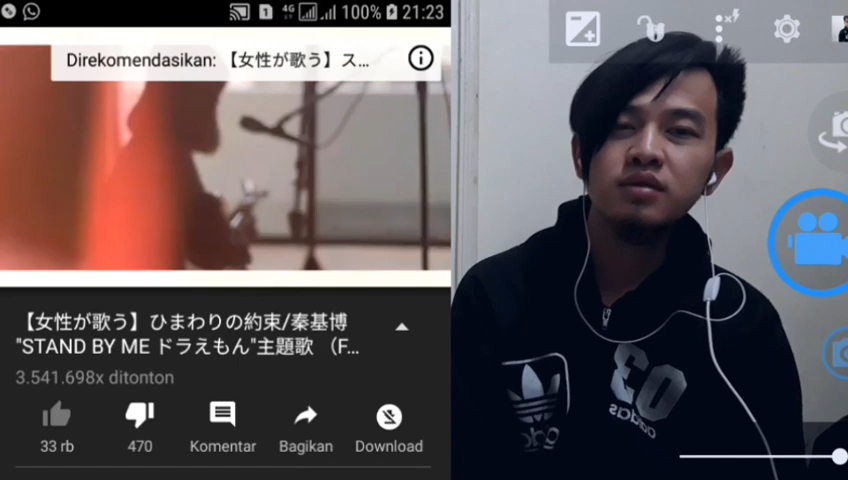 4G
100%
21:23
Direkomendasikan: 【女性が歌う】ス...
【女性が歌う】ひまわりの約束/秦基博
"STAND BY ME ドラえもん"主題歌 （F...
3.541.698x ditonton
33 rb
470
Komentar
Bagikan
Download
03
adidas
adidas